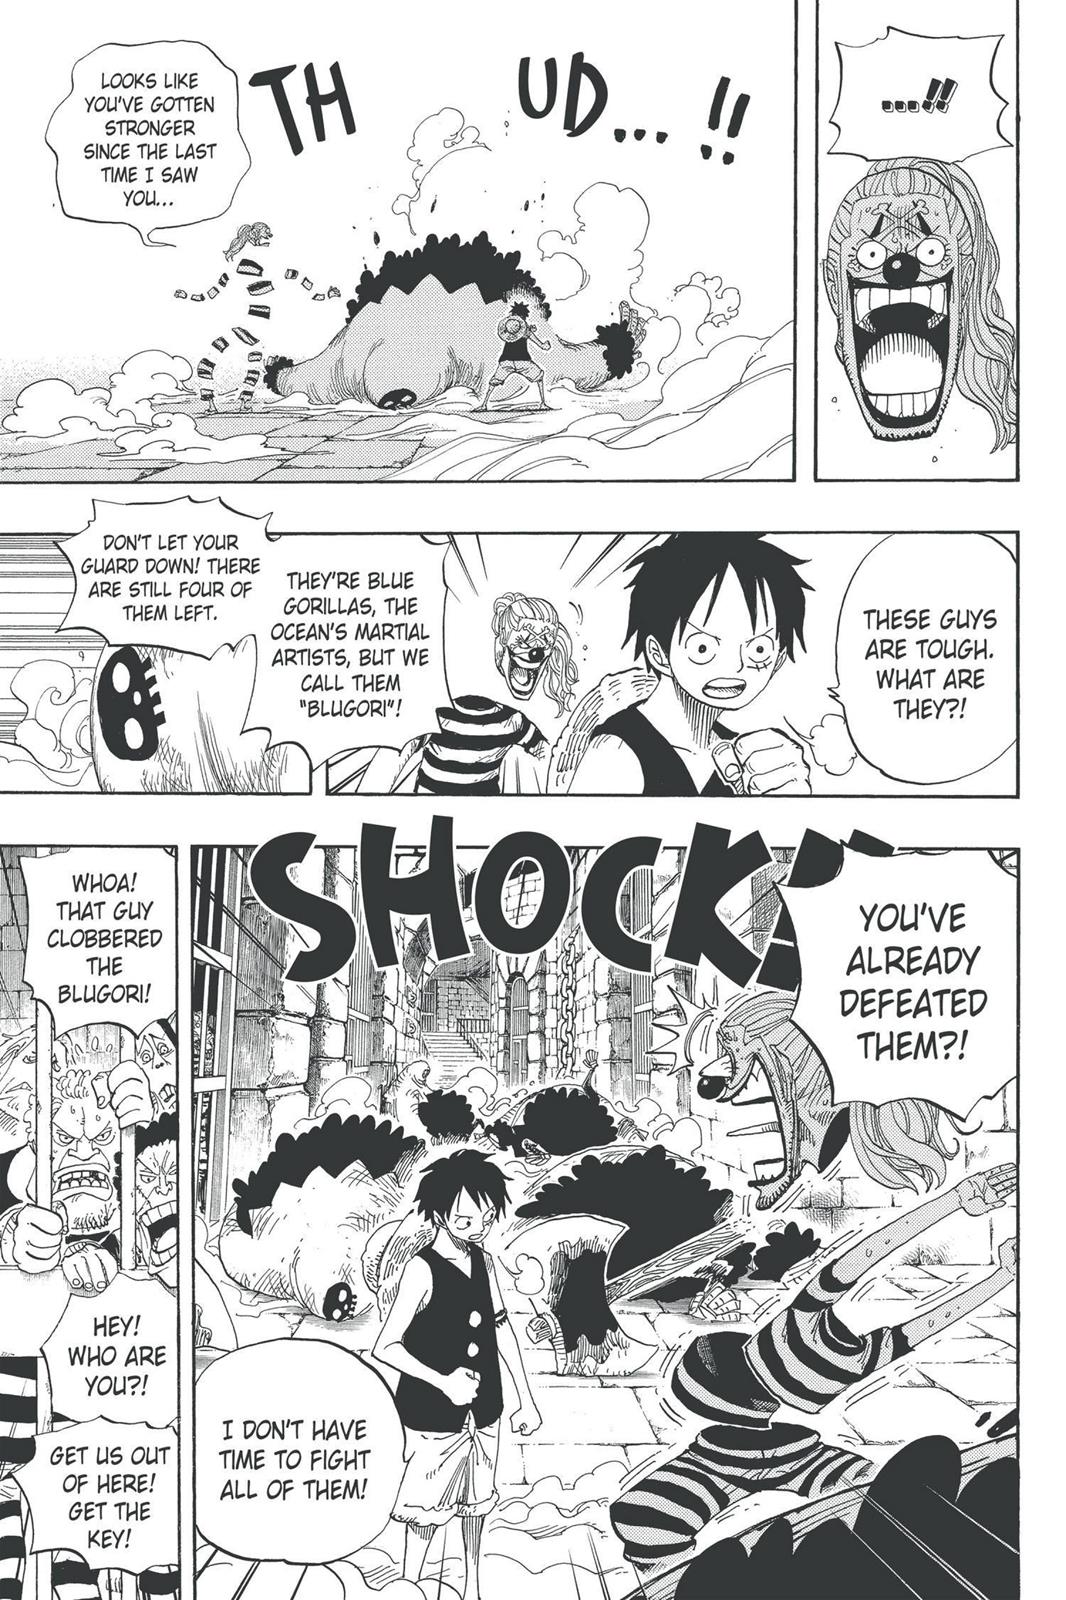 ...!!
TH UD...!!
LOOKS LIKE
YOU'VE GOTTEN
STRONGER
SINCE THE LAST
TIME I SAW
YOU...
THESE GUYS
ARE TOUGH.
WHAT ARE
THEY?!
THEY'RE BLUE
GORILLAS, THE
OCEAN'S MARTIAL
ARTISTS, BUT WE
CALL THEM
"BLUGORI"!
DON'T LET YOUR
GUARD DOWN! THERE
ARE STILL FOUR OF
THEM LEFT.
YOU'VE
ALREADY
DEFEATED
THEM?!
SHOCK!!
I DON'T HAVE
TIME TO FIGHT
ALL OF THEM!
WHOA!
THAT GUY
CLOBBERED
THE
BLUGORI!
HEY!
WHO ARE
YOU?!
GET US OUT
OF HERE!
GET THE
KEY!